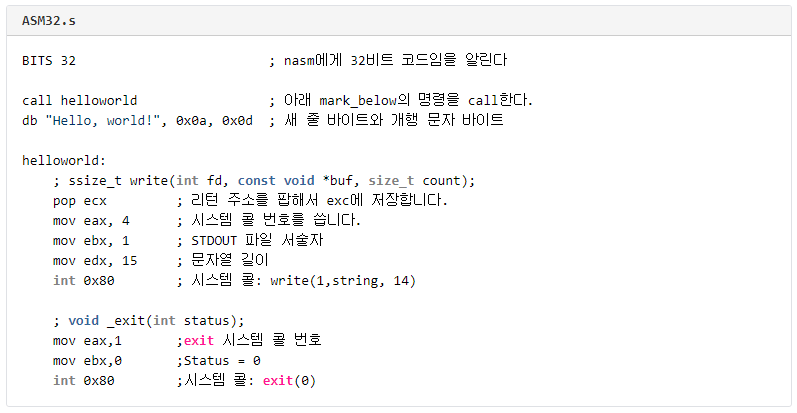 ASM32.s
BITS 32 ; nasm에게 32비트 코드임을 알린다
call helloworld ; 아래 mark_below의 명령을 call한다.
db "Hello, world!", 0x0a, 0x0d ; 새 줄 바이트와 개행 문자 바이트
helloworld:
; ssize_t write(int fd, const void *buf, size_t count);
pop ecx ; 리턴 주소를 팝해서 exc에 저장합니다.
mov eax, 4 ; 시스템 콜 번호를 씁니다.
mov ebx, 1 ; STDOUT 파일 서술자
mov edx, 15 ; 문자열 길이
int 0x80 ; 시스템 콜: write(1,string, 14)
; void _exit(int status);
mov eax,1 ;exit 시스템 콜 번호
mov ebx,0 ;Status = 0
int 0x80 ;시스템 콜: exit(0)